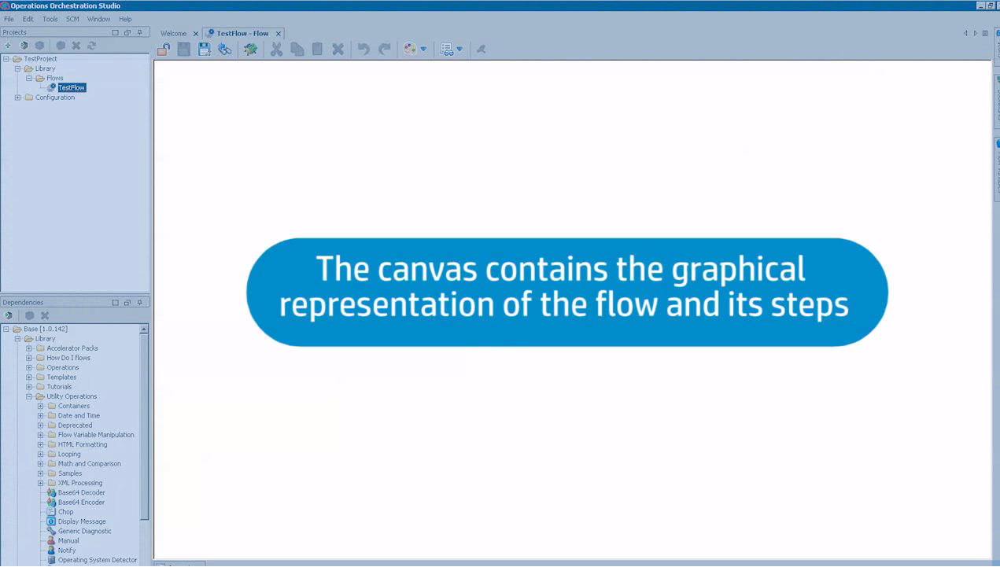 Operations Orchestration Studio
File Edit Tools SCM Window Help
Projects
Welcome
TestFlow - Flow
TestProject
Library
Flows
TestFlow
Configuration
The canvas contains the graphical
representation of the flow and its steps
Dependencies
Base [1.0.142]
Library
Accelerator Packs
How Do I flows
Operations
Templates
Tutorials
Utility Operations
Containers
Date and Time
Deprecated
Flow Variable Manipulation
HTML Formatting
Looping
Math and Comparison
Samples
XML Processing
Base64 Decoder
Base64 Encoder
Chop
Display Message
Generic Diagnostic
Manual
Notify
Operating System Detector